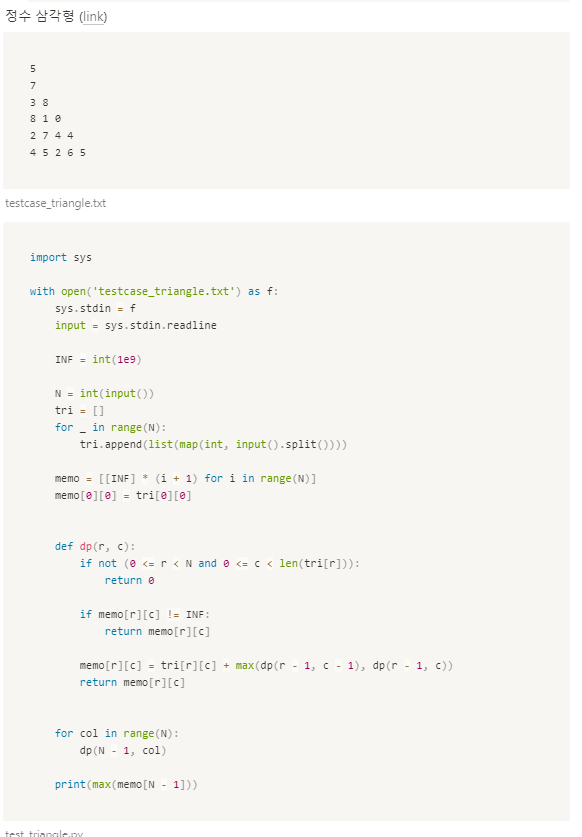 정수 삼각형 (link)
5
7
3 8
8 1 0
2 7 4 4
4 5 2 6 5
testcase_triangle.txt
import sys
with open('testcase_triangle.txt') as f:
    sys.stdin = f
    input = sys.stdin.readline
    INF = int(1e9)
    N = int(input())
    tri = []
    for _ in range(N):
        tri.append(list(map(int, input().split())))
    memo = [[INF] * (i + 1) for i in range(N)]
    memo[0][0] = tri[0][0]
    def dp(r, c):
        if not (0 <= r < N and 0 <= c < len(tri[r])):
            return 0
        if memo[r][c] != INF:
            return memo[r][c]
        memo[r][c] = tri[r][c] + max(dp(r - 1, c - 1), dp(r - 1, c))
        return memo[r][c]
    for col in range(N):
        dp(N - 1, col)
    print(max(memo[N - 1]))
test_triangle.py